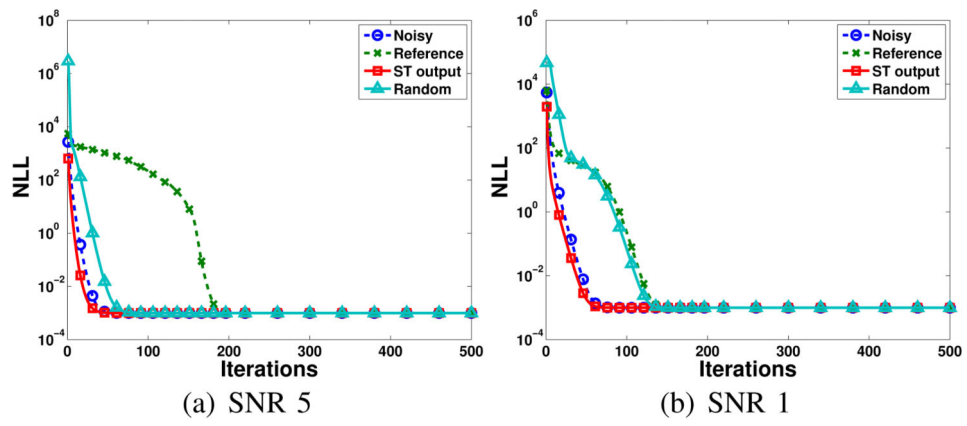 10^8
10^6
10^4
10^2
10^0
10^−2
10^−4
NLL
0 100 200 300 400 500
Iterations
Noisy
Reference
ST output
Random
(a) SNR 5
10^6
10^4
10^2
10^0
10^−2
10^−4
NLL
0 100 200 300 400 500
Iterations
Noisy
Reference
ST output
Random
(b) SNR 1